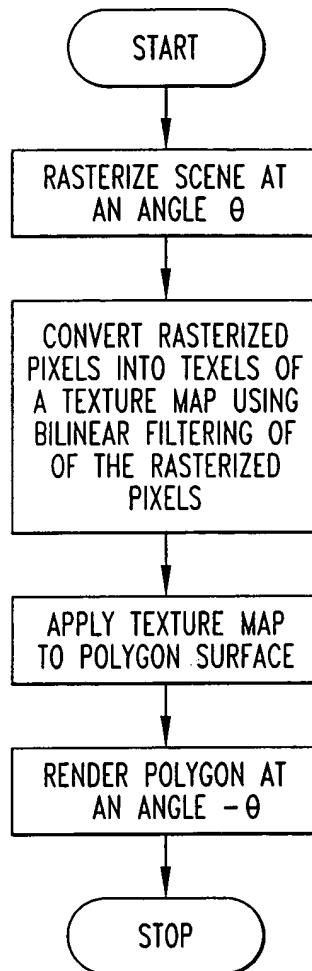 START
RASTERIZE SCENE AT
AN ANGLE θ
CONVERT RASTERIZED
PIXELS INTO TEXELS OF
A TEXTURE MAP USING
BILINEAR FILTERING OF
OF THE RASTERIZED
PIXELS
APPLY TEXTURE MAP
TO POLYGON SURFACE
RENDER POLYGON AT
AN ANGLE -θ
STOP